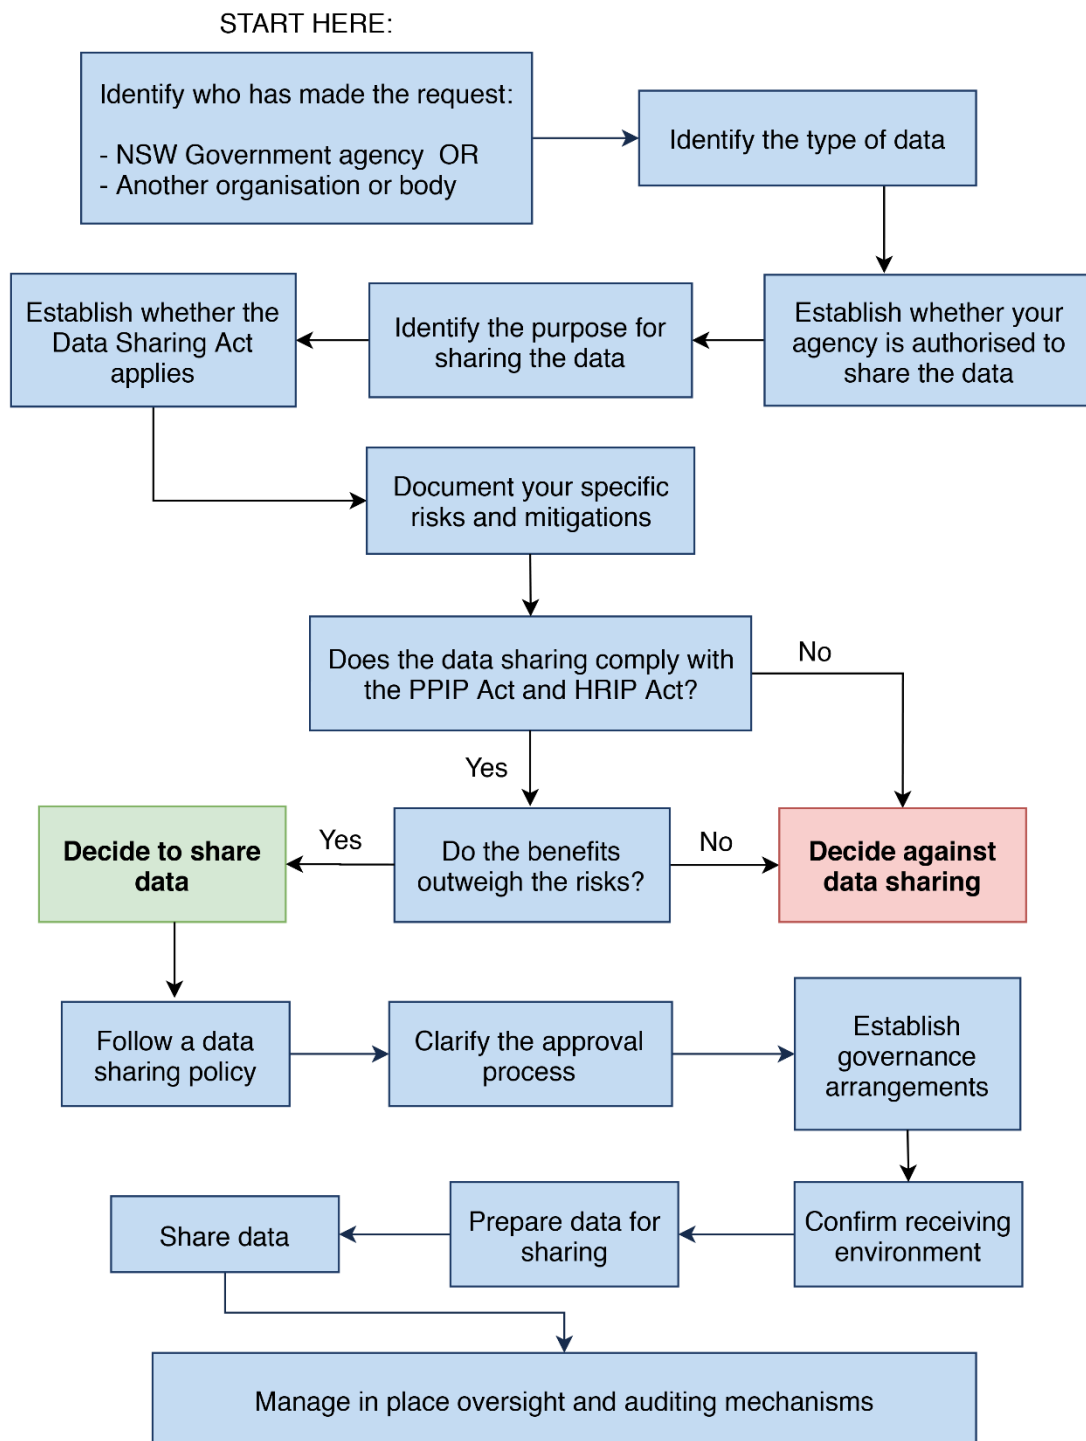 START HERE:
Identify who has made the request:
- NSW Government agency  OR
- Another organisation or body
Identify the type of data
Establish whether your
agency is authorised to
share the data
Identify the purpose for
sharing the data
Establish whether the
Data Sharing Act
applies
Document your specific
risks and mitigations
Does the data sharing comply with
the PPIP Act and HRIP Act?
No
Yes
Do the benefits
outweigh the risks?
Yes
No
Decide to share
data
Decide against
data sharing
Follow a data
sharing policy
Clarify the approval
process
Establish
governance
arrangements
Confirm receiving
environment
Prepare data for
sharing
Share data
Manage in place oversight and auditing mechanisms